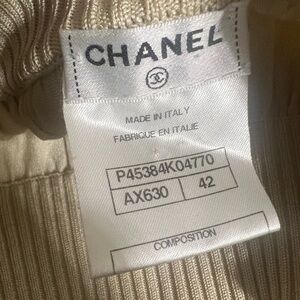 CHANEL
MADE IN ITALY
FABRIQUE EN ITALIE
P45384K04770
AX630 42
COMPOSITION